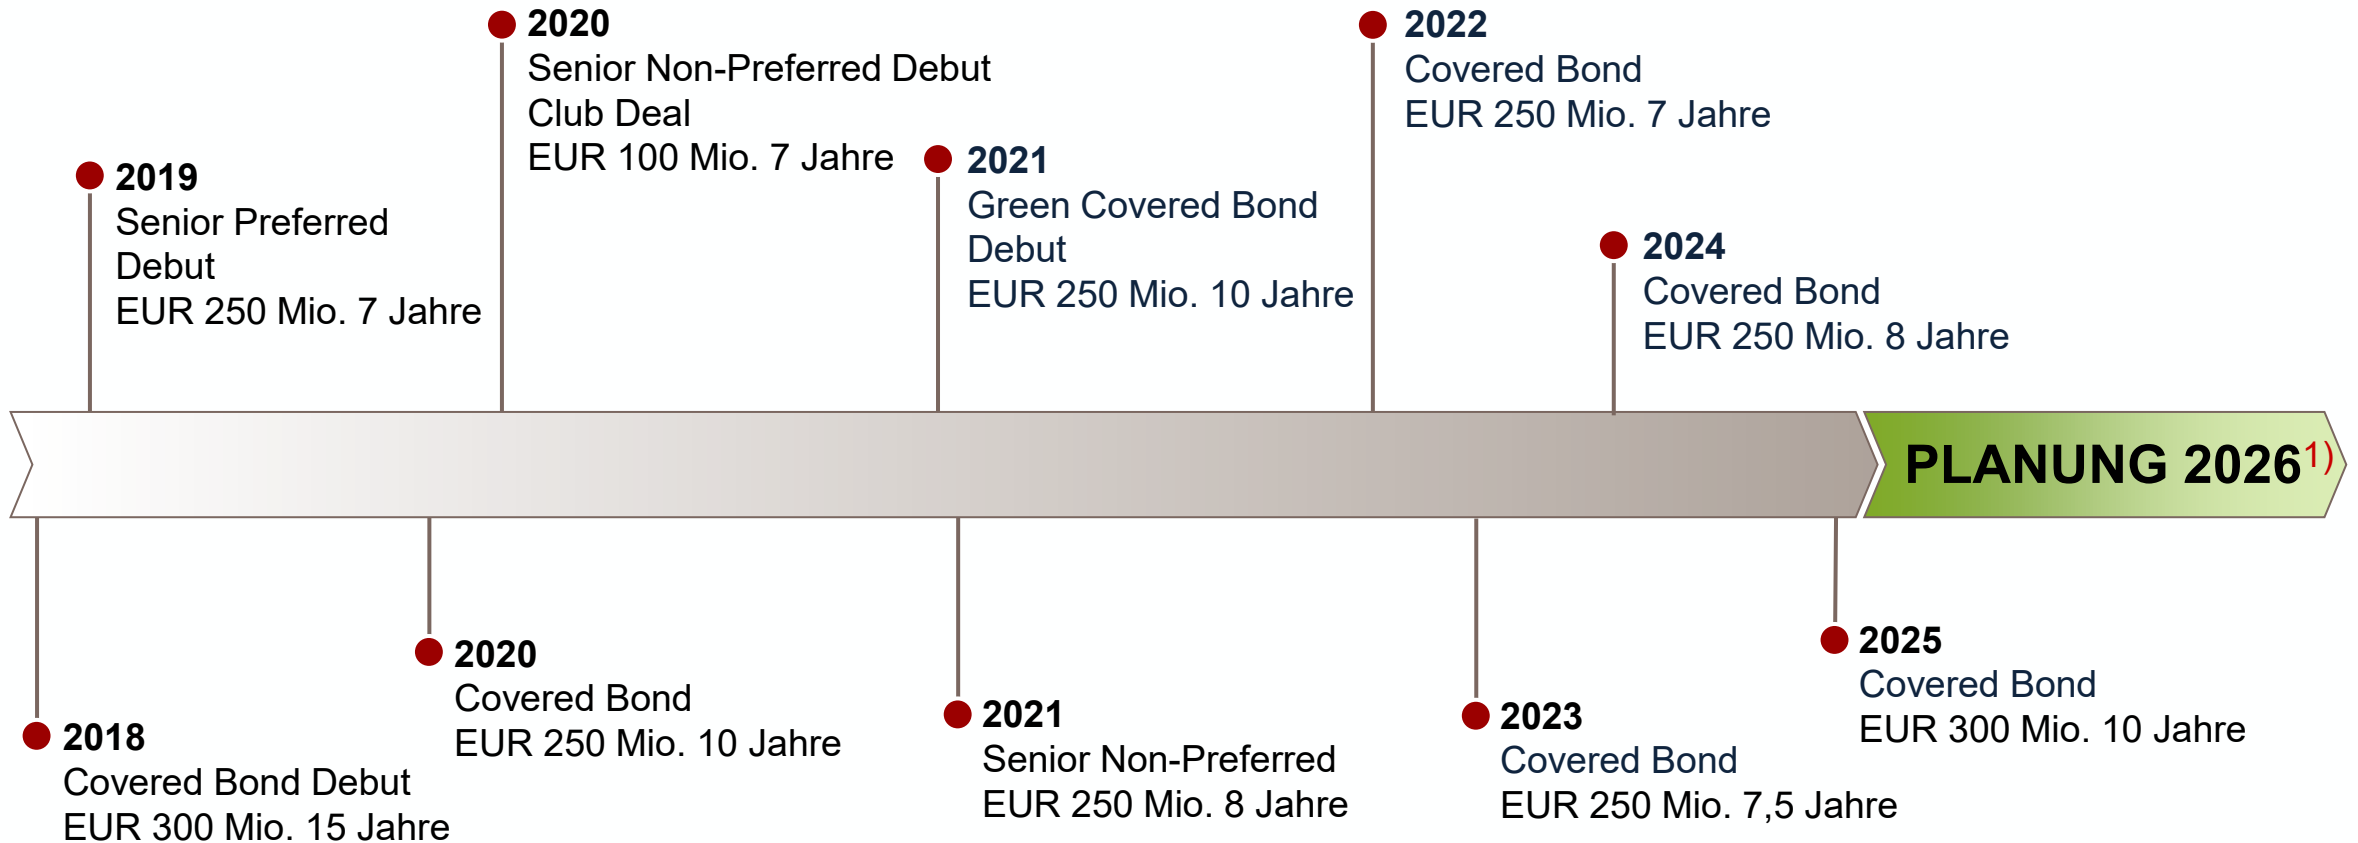 2020
Senior Non-Preferred Debut
Club Deal
EUR 100 Mio. 7 Jahre
2022
Covered Bond
EUR 250 Mio. 7 Jahre
2019
Senior Preferred
Debut
EUR 250 Mio. 7 Jahre
2021
Green Covered Bond
Debut
EUR 250 Mio. 10 Jahre
2024
Covered Bond
EUR 250 Mio. 8 Jahre
PLANUNG 2026¹⁾
2018
Covered Bond Debut
EUR 300 Mio. 15 Jahre
2020
Covered Bond
EUR 250 Mio. 10 Jahre
2021
Senior Non-Preferred
EUR 250 Mio. 8 Jahre
2023
Covered Bond
EUR 250 Mio. 7,5 Jahre
2025
Covered Bond
EUR 300 Mio. 10 Jahre